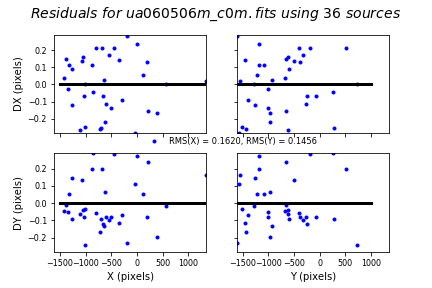 Residuals for ua060506m_c0m.fits using 36 sources
DX (pixels)
0.2
0.1
0.0
−0.1
−0.2
RMS(X) = 0.1620, RMS(Y) = 0.1456
DY (pixels)
0.2
0.1
0.0
−0.1
−0.2
−1500 −1000 −500 0 500 1000
−1500 −1000 −500 0 500 1000
X (pixels)
Y (pixels)